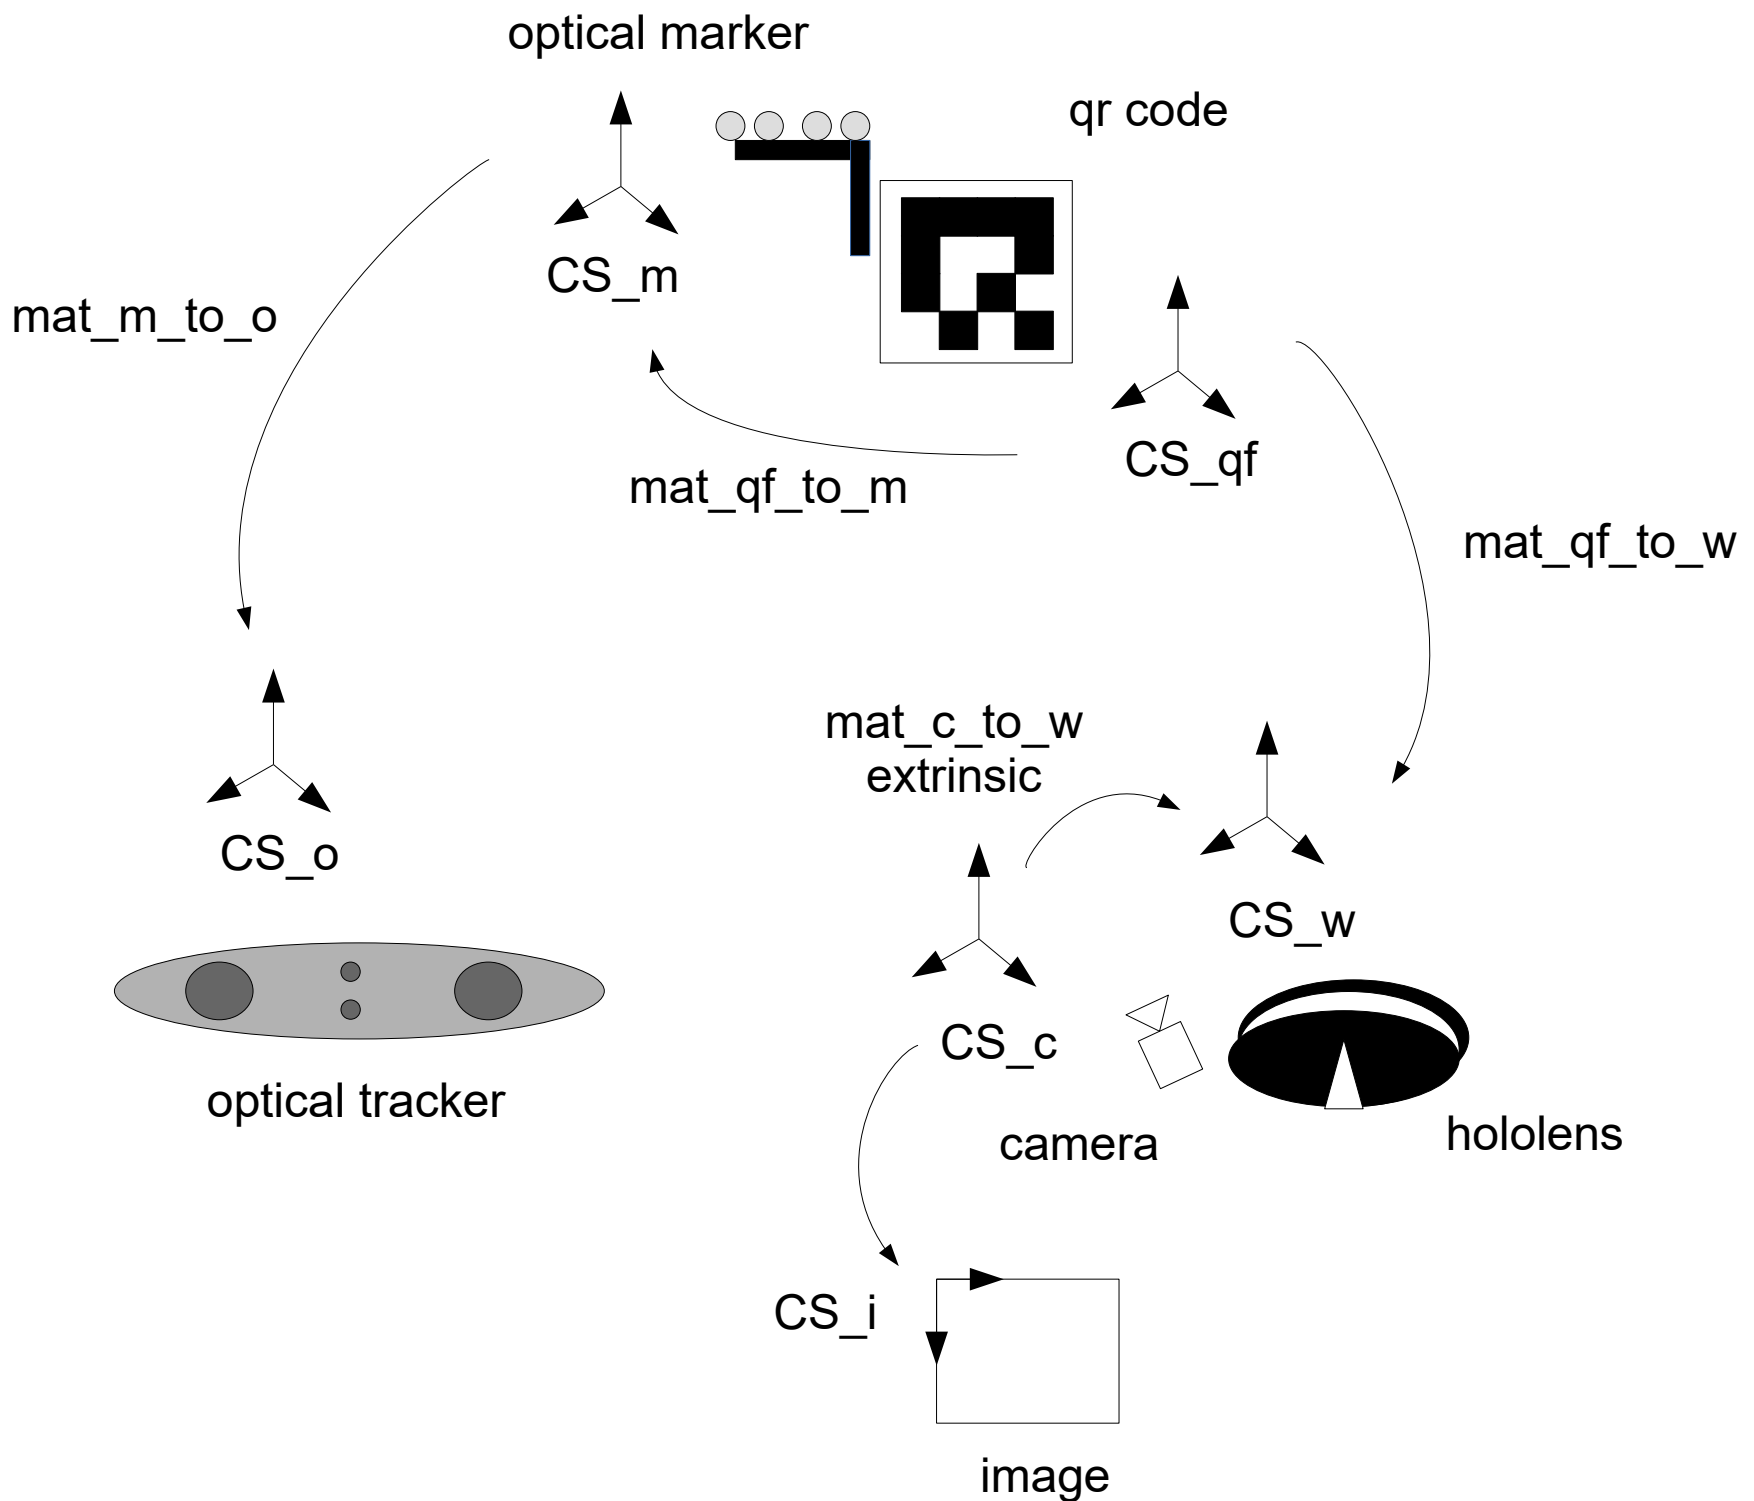 optical marker
qr code
CS_m
mat_m_to_o
CS_qf
mat_qf_to_m
mat_qf_to_w
mat_c_to_w
extrinsic
CS_o
CS_w
CS_c
optical tracker
camera
hololens
CS_i
image